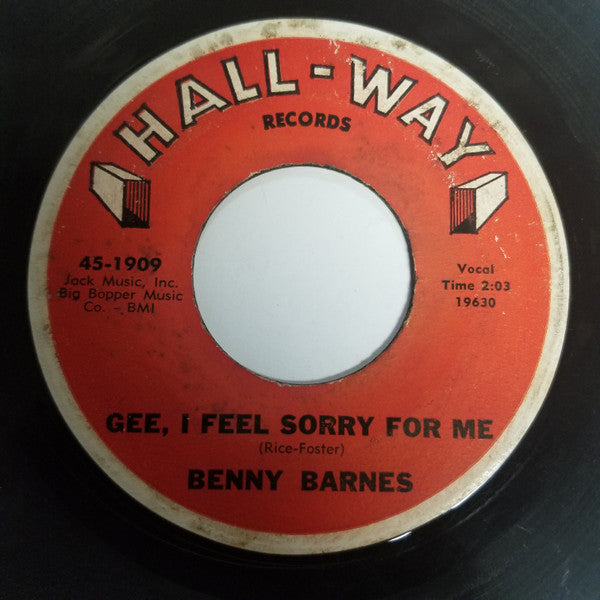 HALL-WAY
RECORDS
45-1909
Jack Music, Inc.
Big Bopper Music
Co. - BMI
Vocal
Time 2:03
19630
GEE, I FEEL SORRY FOR ME
(Rice-Foster)
BENNY BARNES